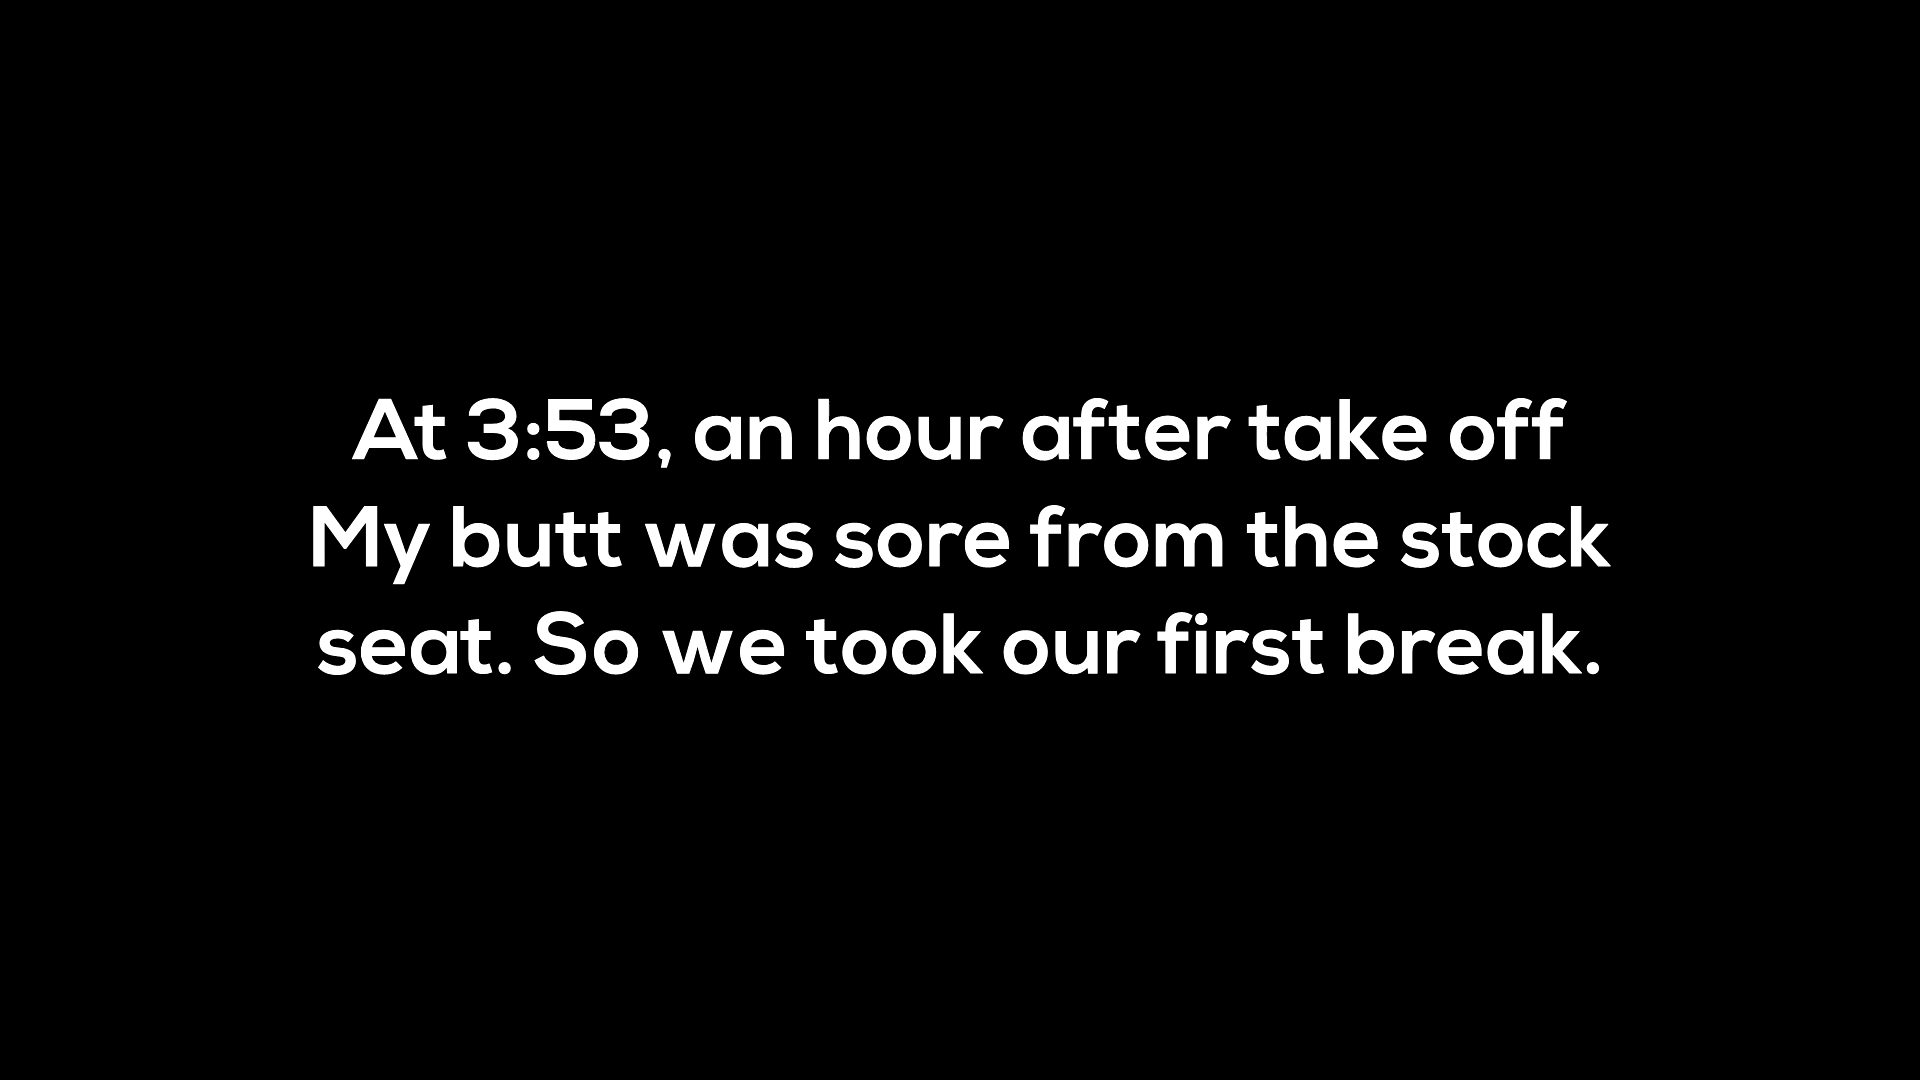 At 3:53, an hour after take off
My butt was sore from the stock
seat. So we took our first break.